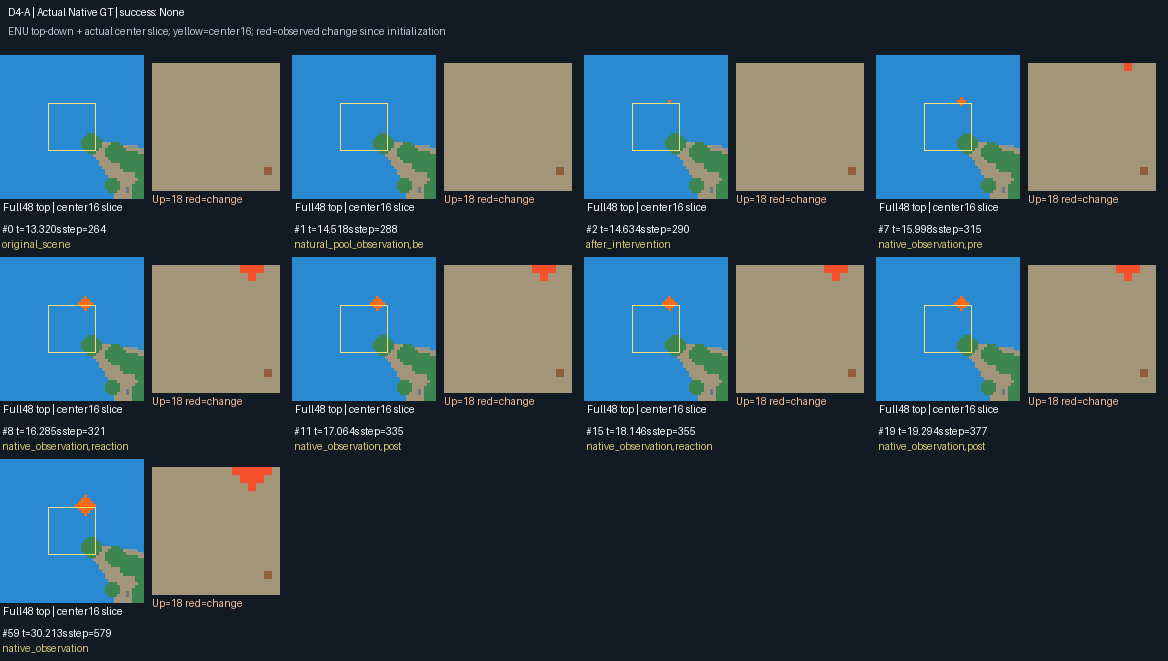 D4-A | Actual Native GT | success: None
ENU top-down + actual center slice; yellow=center16; red=observed change since initialization
Up=18 red=change
Up=18 red=change
Up=18 red=change
Up=18 red=change
Full48 top | center16 slice
Full48 top | center16 slice
Full48 top | center16 slice
Full48 top | center16 slice
#0 t=13.320s step=264
#1 t=14.518s step=288
#2 t=14.634s step=290
#7 t=15.998s step=315
original_scene
natural_pool_observation,be
after_intervention
native_observation,pre
Up=18 red=change
Up=18 red=change
Up=18 red=change
Up=18 red=change
Full48 top | center16 slice
Full48 top | center16 slice
Full48 top | center16 slice
Full48 top | center16 slice
#8 t=16.285s step=321
#11 t=17.064s step=335
#15 t=18.146s step=355
#19 t=19.294s step=377
native_observation,reaction
native_observation,post
native_observation,reaction
native_observation,post
Up=18 red=change
Full48 top | center16 slice
#59 t=30.213s step=579
native_observation